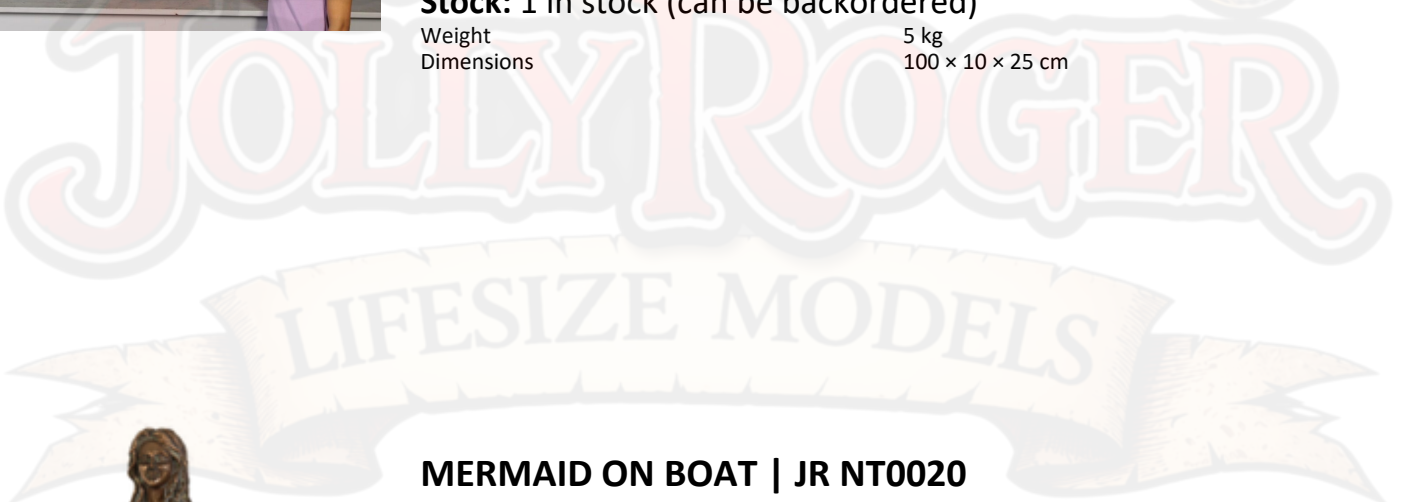 Stock: 1 in stock (can be backordered)
Weight 5 kg
Dimensions 100 × 10 × 25 cm
JOLLY ROGER
LIFESIZE MODELS
MERMAID ON BOAT | JR NT0020